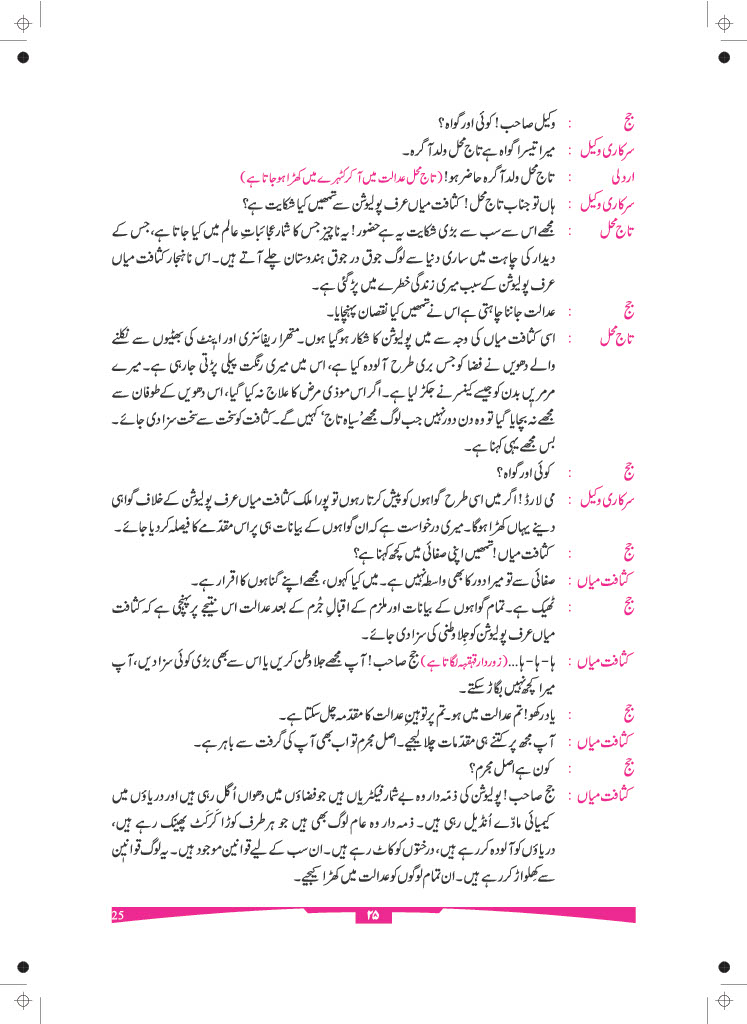 جج : وکیل صاحب! کوئی اور گواہ؟
سرکاری وکیل : میرا تیسرا گواہ ہے تاج محل ولد آگرہ۔
اردلی : تاج محل ولد آگرہ حاضر ہو! (تاج محل عدالت میں آکر کٹہرے میں کھڑا ہو جاتا ہے)
سرکاری وکیل : ہاں تو جناب تاج محل! کثافت میاں عرف پولیوشن سے تمھیں کیا شکایت ہے؟
تاج محل : مجھے اس سے سب سے بڑی شکایت یہ ہے حضور! یہ ناچیز جس کا شمار عجائباتِ عالم میں کیا جاتا ہے، جس کے
دیدار کی چاہت میں ساری دنیا سے لوگ جوق در جوق ہندوستان چلے آتے ہیں۔ اس ناہنجار کثافت میاں
عرف پولیوشن کے سبب میری زندگی خطرے میں پڑ گئی ہے۔
جج : عدالت جاننا چاہتی ہے اس نے تمھیں کیا نقصان پہنچایا۔
تاج محل : اسی کثافت میاں کی وجہ سے میں پولیوشن کا شکار ہو گیا ہوں۔ متھرا ریفائنری اور اینٹ کی بھٹیوں سے نکلنے
والے دھویں نے فضا کو جس بری طرح آلودہ کیا ہے، اس میں میری رنگت پیلی پڑتی جا رہی ہے۔ میرے
مرمریں بدن کو جیسے کینسر نے جکڑ لیا ہے۔ اگر اس موذی مرض کا علاج نہ کیا گیا، اس دھویں کے طوفان سے
مجھے نہ بچایا گیا تو وہ دن دور نہیں جب لوگ مجھے ’سیاہ تاج‘ کہیں گے۔ کثافت کو سخت سے سخت سزا دی جائے۔
بس مجھے یہی کہنا ہے۔
جج : کوئی اور گواہ؟
سرکاری وکیل : می لارڈ! اگر میں اسی طرح گواہوں کو پیش کرتا رہوں تو پورا ملک کثافت میاں عرف پولیوشن کے خلاف گواہی
دینے یہاں کھڑا ہوگا۔ میری درخواست ہے کہ ان گواہوں کے بیانات ہی پر اس مقدّمے کا فیصلہ کر دیا جائے۔
جج : کثافت میاں! تمھیں اپنی صفائی میں کچھ کہنا ہے؟
کثافت میاں : صفائی سے تو میرا دور کا بھی واسطہ نہیں ہے۔ میں کیا کہوں، مجھے اپنے گناہوں کا اقرار ہے۔
جج : ٹھیک ہے۔ تمام گواہوں کے بیانات اور ملزم کے اقبالِ جُرم کے بعد عدالت اس نتیجے پر پہنچی ہے کہ کثافت
میاں عرف پولیوشن کو جِلا وطنی کی سزا دی جائے۔
کثافت میاں : ہا - ہا - ہا... (زوردار قہقہہ لگاتا ہے) جج صاحب! آپ مجھے جلا وطن کریں یا اس سے بھی بڑی کوئی سزا دیں، آپ
میرا کچھ نہیں بگاڑ سکتے۔
جج : یاد رکھو! تم عدالت میں ہو۔ تم پر توہینِ عدالت کا مقدّمہ چل سکتا ہے۔
کثافت میاں : آپ مجھ پر کتنے ہی مقدّمات چلا لیجیے۔ اصل مجرم تو اب بھی آپ کی گرفت سے باہر ہے۔
جج : کون ہے اصل مجرم؟
کثافت میاں : جج صاحب! پولیوشن کی ذمّہ دار وہ بے شمار فیکٹریاں ہیں جو فضاؤں میں دھواں اُگل رہی ہیں اور دریاؤں میں
کیمیائی مادّے اُنڈیل رہی ہیں۔ ذمہ دار وہ عام لوگ بھی ہیں جو ہر طرف کوڑا کَرکَٹ پھینک رہے ہیں،
دریاؤں کو آلودہ کر رہے ہیں، درختوں کو کاٹ رہے ہیں۔ ان سب کے لیے قوانین موجود ہیں۔ یہ لوگ قوانین
سے کھِلواڑ کر رہے ہیں۔ ان تمام لوگوں کو عدالت میں کھڑا کیجیے۔
25
۲۵